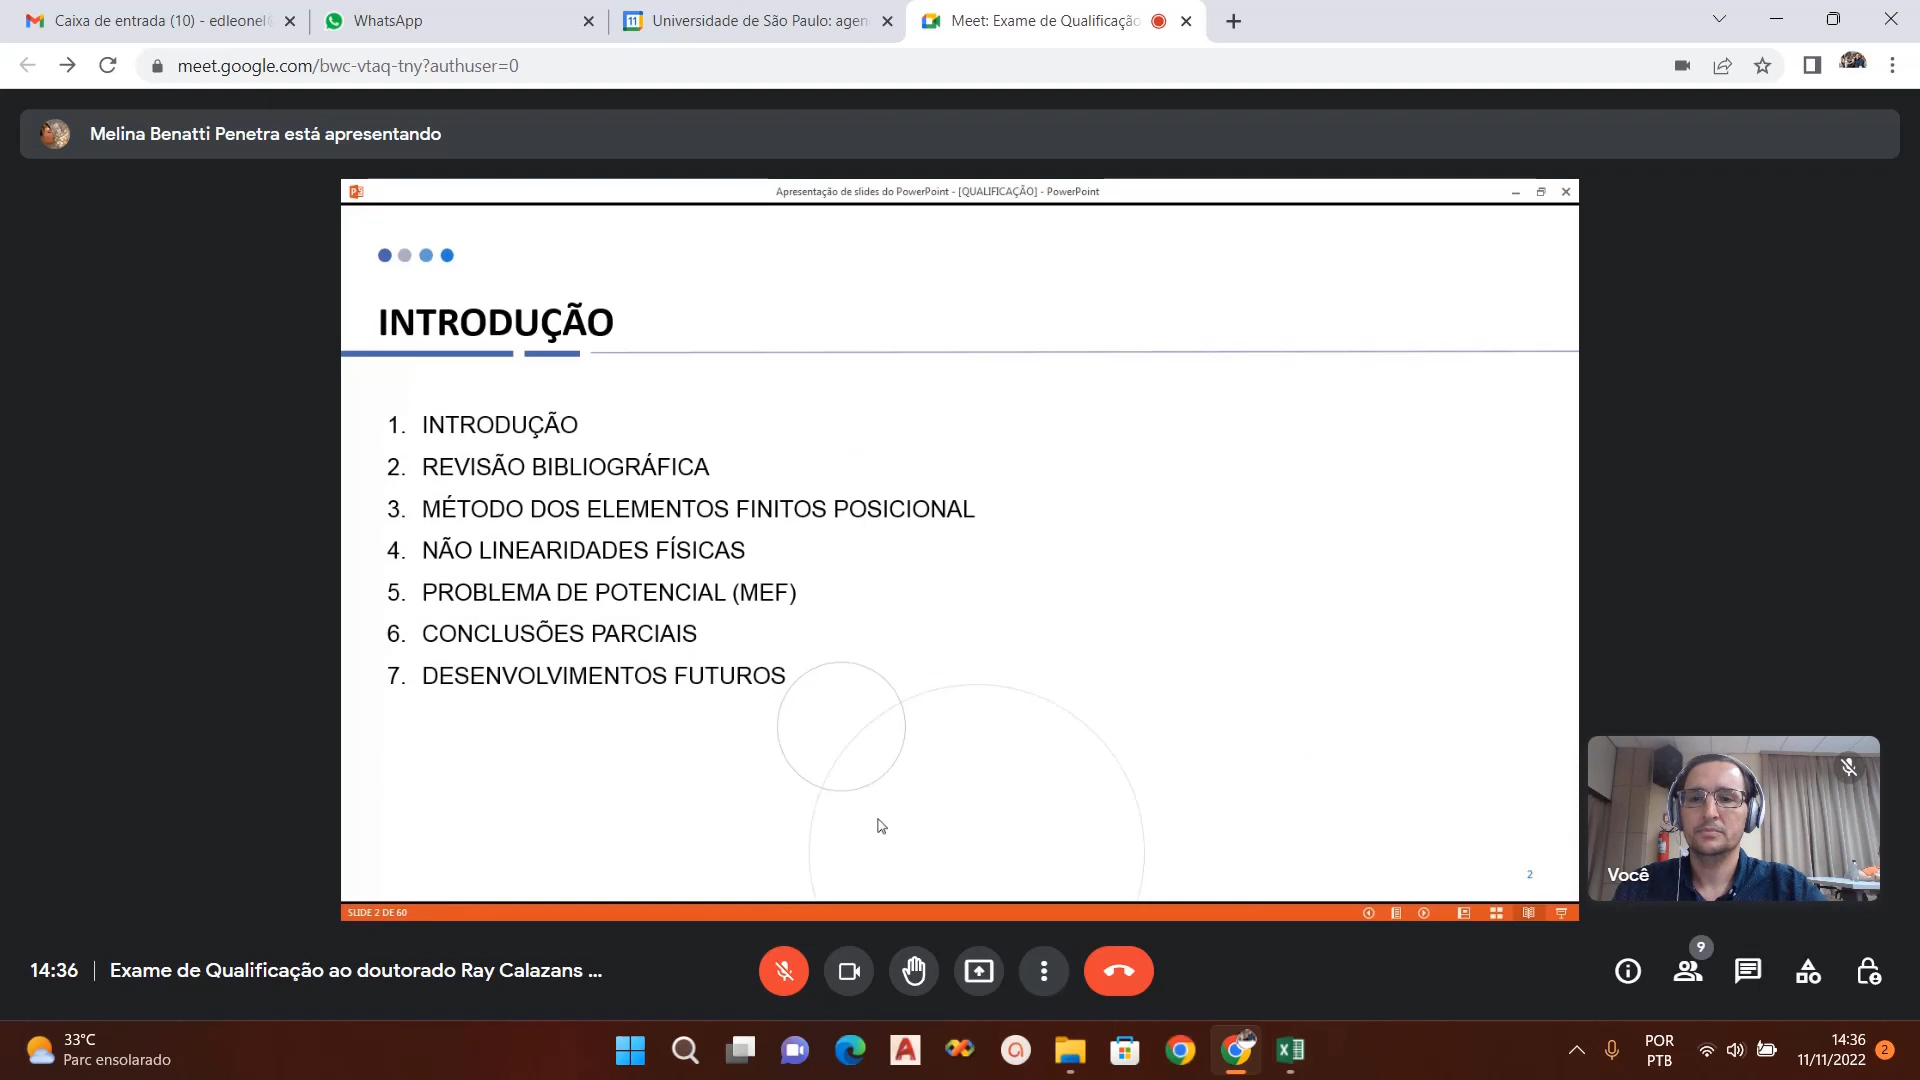 Caixa de entrada (10) - edleonel
WhatsApp
11
Universidade de São Paulo: agen
Meet: Exame de Qualificação
meet.google.com/bwc-vtaq-tny?authuser=0
Melina Benatti Penetra está apresentando
Apresentação de slides do PowerPoint - [QUALIFICAÇÃO] - PowerPoint
INTRODUÇÃO
1. INTRODUÇÃO
2. REVISÃO BIBLIOGRÁFICA
3. MÉTODO DOS ELEMENTOS FINITOS POSICIONAL
4. NÃO LINEARIDADES FÍSICAS
5. PROBLEMA DE POTENCIAL (MEF)
6. CONCLUSÕES PARCIAIS
7. DESENVOLVIMENTOS FUTUROS
2
SLIDE 2 DE 60
Você
14:36
Exame de Qualificação ao doutorado Ray Calazans ...
9
33°C
Parc ensolarado
POR
PTB
14:36
11/11/2022
2